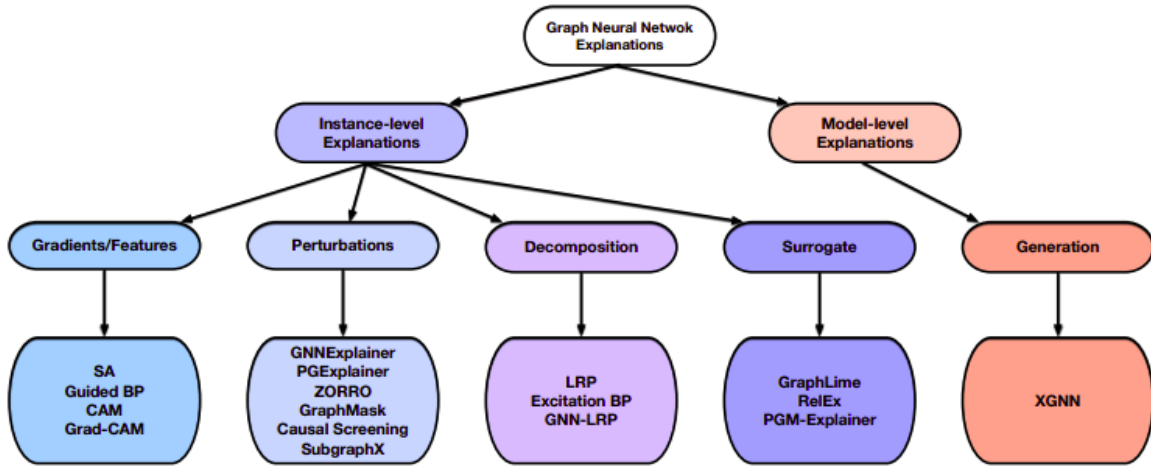 Graph Neural Netwok
Explanations
Instance-level
Explanations
Model-level
Explanations
Gradients/Features
Perturbations
Decomposition
Surrogate
Generation
SA
Guided BP
CAM
Grad-CAM
GNNExplainer
PGExplainer
ZORRO
GraphMask
Causal Screening
SubgraphX
LRP
Excitation BP
GNN-LRP
GraphLime
RelEx
PGM-Explainer
XGNN